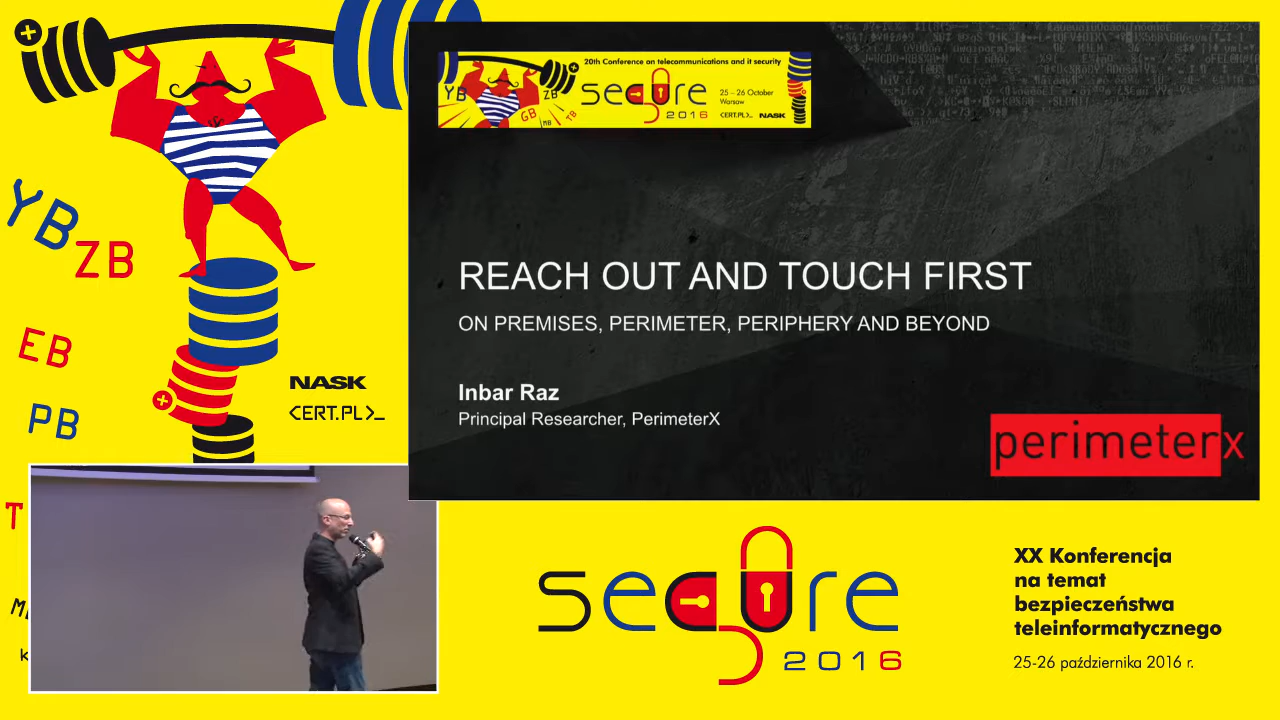 YB
ZB
EB
PB
NASK
<CERT.PL>_
20th Conference on telecommunications and it security
YB
ZB
GB
MB
TB
secure
2016
25 – 26 October
Warsaw
<CERT.PL>_ NASK
REACH OUT AND TOUCH FIRST
ON PREMISES, PERIMETER, PERIPHERY AND BEYOND
Inbar Raz
Principal Researcher, PerimeterX
perimeterx
secure
2016
XX Konferencja
na temat
bezpieczeństwa
teleinformatycznego
25-26 października 2016 r.